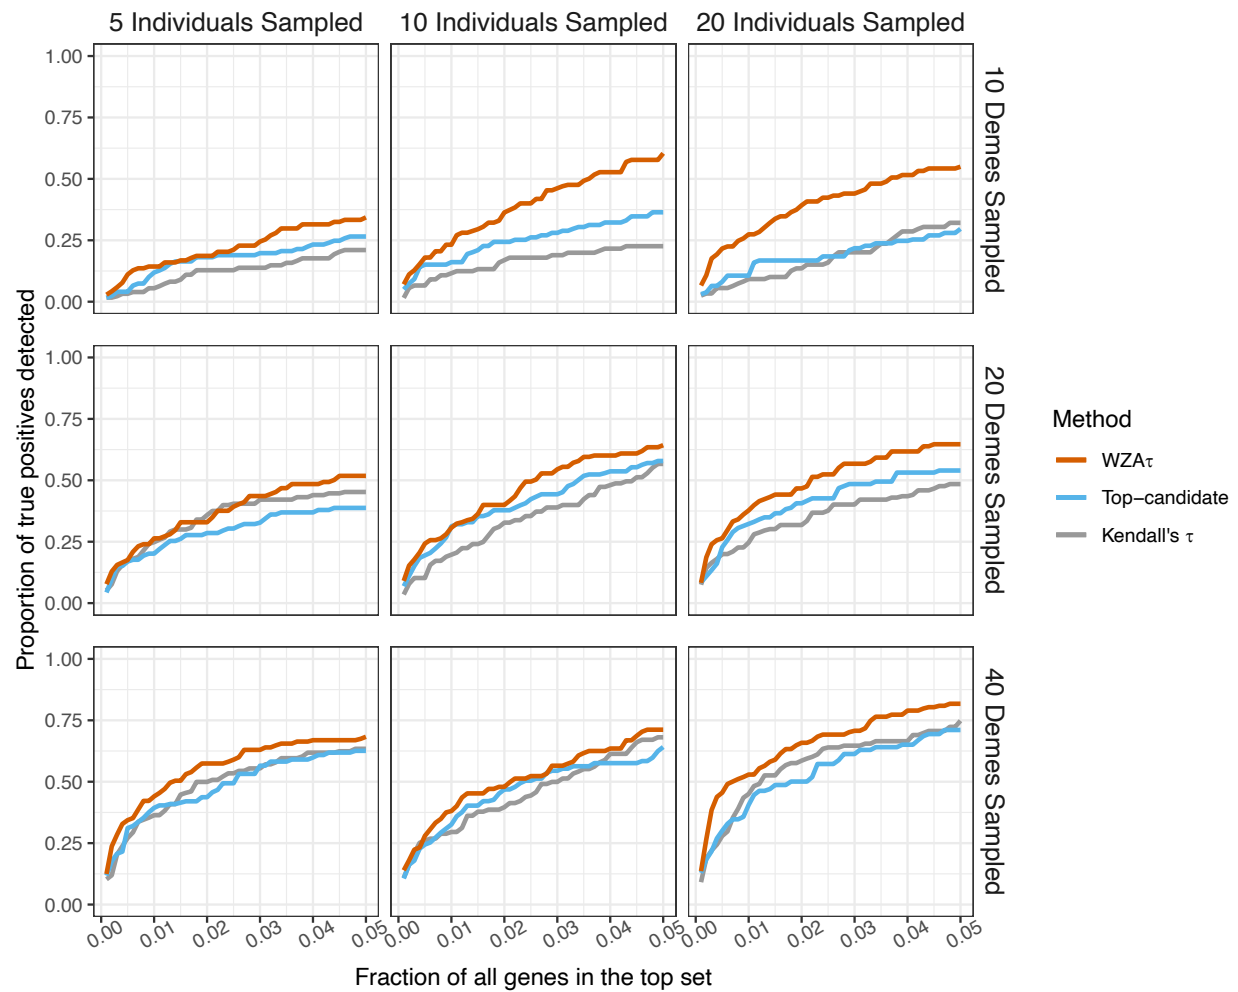 5 Individuals Sampled
10 Individuals Sampled
20 Individuals Sampled
Proportion of true positives detected
1.00
0.75
0.50
0.25
0.00
10 Demes Sampled
1.00
0.75
0.50
0.25
0.00
20 Demes Sampled
1.00
0.75
0.50
0.25
0.00
40 Demes Sampled
0.00 0.01 0.02 0.03 0.04 0.05
0.00 0.01 0.02 0.03 0.04 0.05
0.00 0.01 0.02 0.03 0.04 0.05
Fraction of all genes in the top set
Method
WZAτ
Top−candidate
Kendall's τ